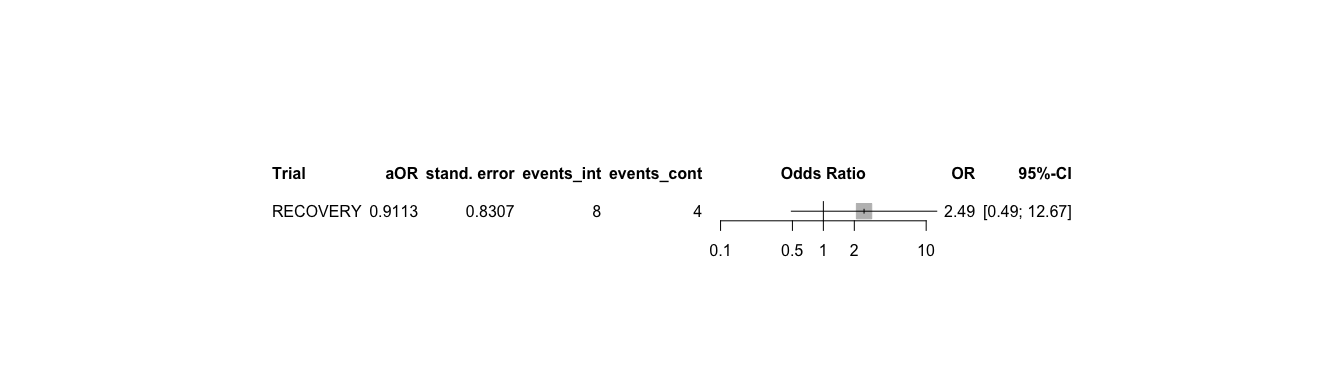 Trial aOR stand. error events_int events_cont Odds Ratio OR 95%-CI
RECOVERY 0.9113 0.8307 8 4 2.49 [0.49; 12.67]
0.1 0.5 1 2 10